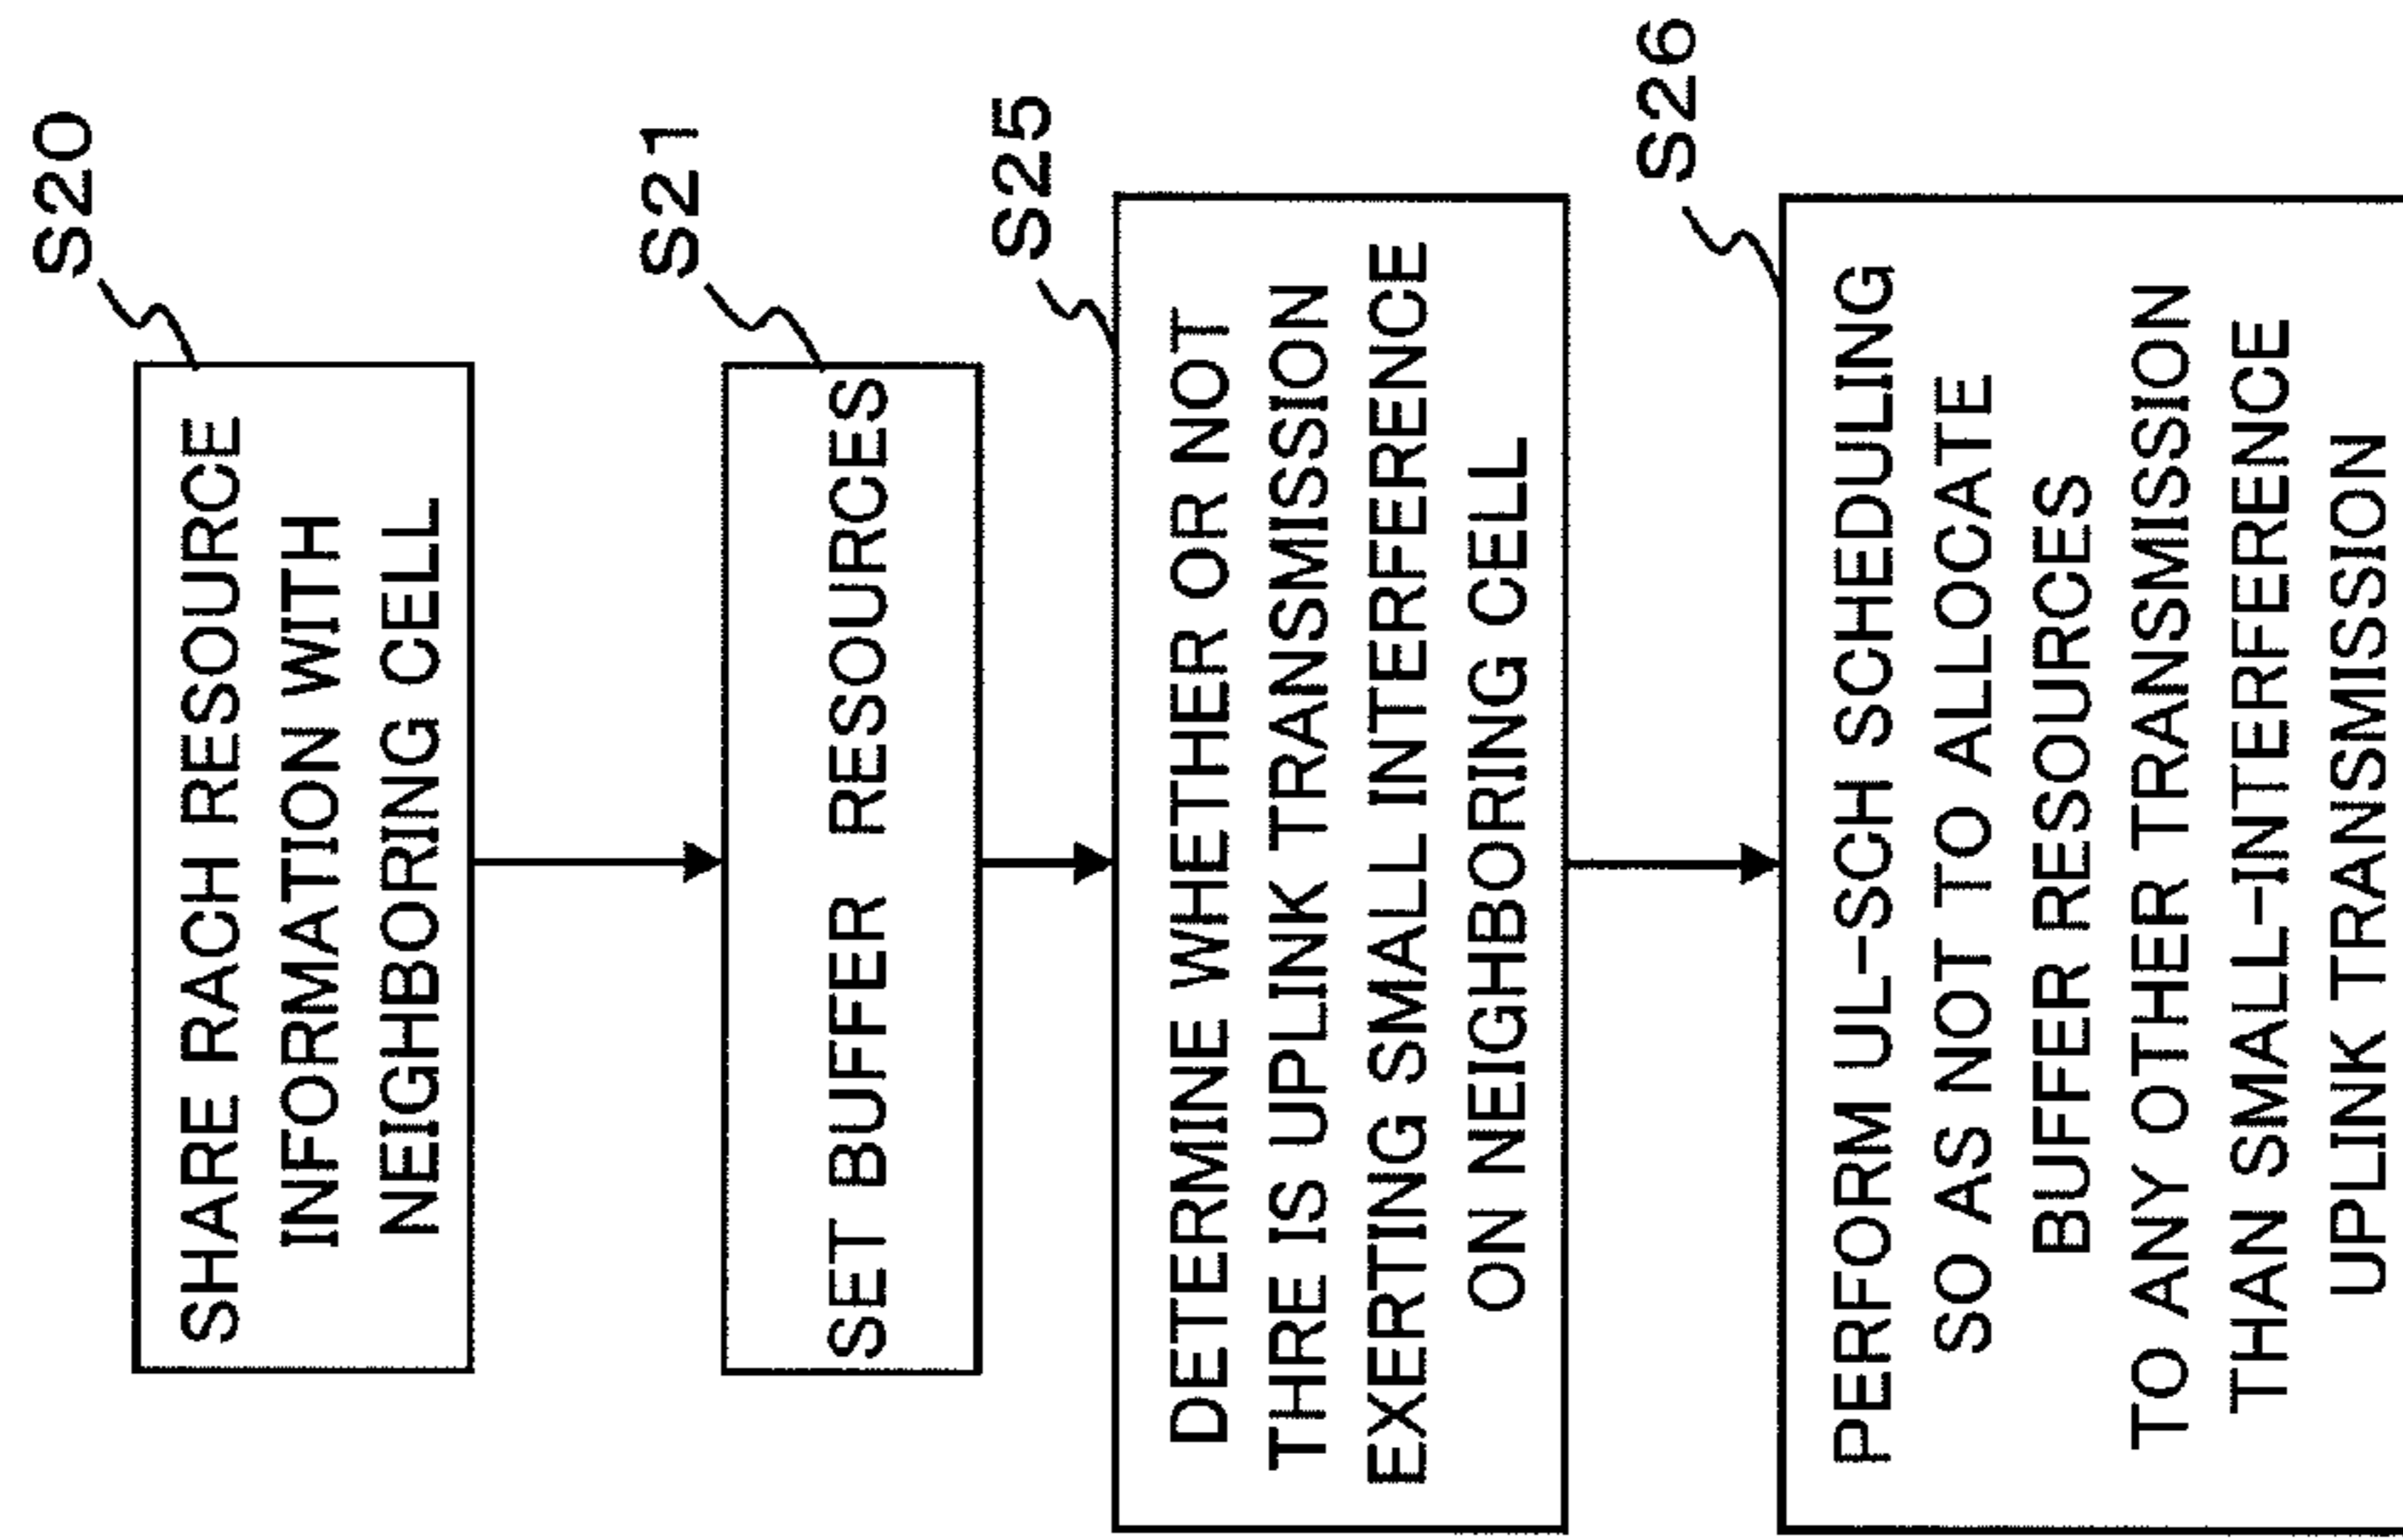 S20
SHARE RACH RESOURCE
INFORMATION WITH
NEIGHBORING CELL
S21
SET BUFFER RESOURCES
S25
DETERMINE WHETHER OR NOT
THRE IS UPLINK TRANSMISSION
EXERTING SMALL INTERFERENCE
ON NEIGHBORING CELL
S26
PERFORM UL-SCH SCHEDULING
SO AS NOT TO ALLOCATE
BUFFER RESOURCES
TO ANY OTHER TRANSMISSION
THAN SMALL-INTERFERENCE
UPLINK TRANSMISSION